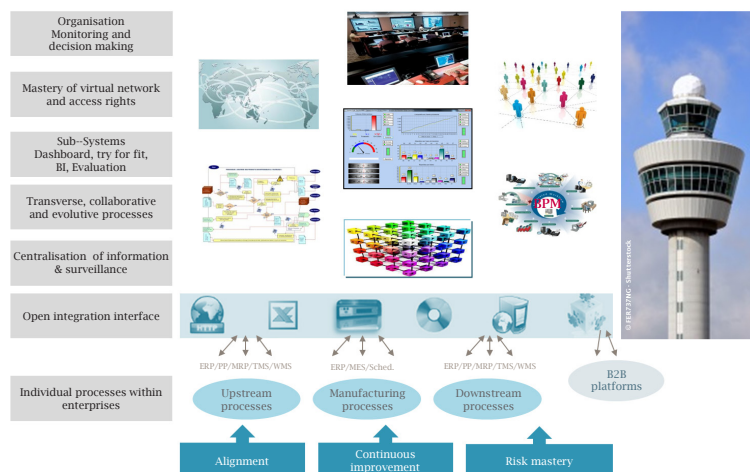 Organisation
Monitoring and
decision making
Mastery of virtual network
and access rights
Sub--Systems
Dashboard, try for fit,
BI, Evaluation
Transverse, collaborative
and evolutive processes
BPM
Centralisation of information
& surveillance
© FER737NG - Shutterstock
Open integration interface
HTTP
ERP/PP/MRP/TMS/WMS
ERP/MES/Sched.
ERP/PP/MRP/TMS/WMS
Individual processes within
enterprises
Upstream
processes
Manufacturing
processes
Downstream
processes
B2B
platforms
Alignment
Continuous
improvement
Risk mastery